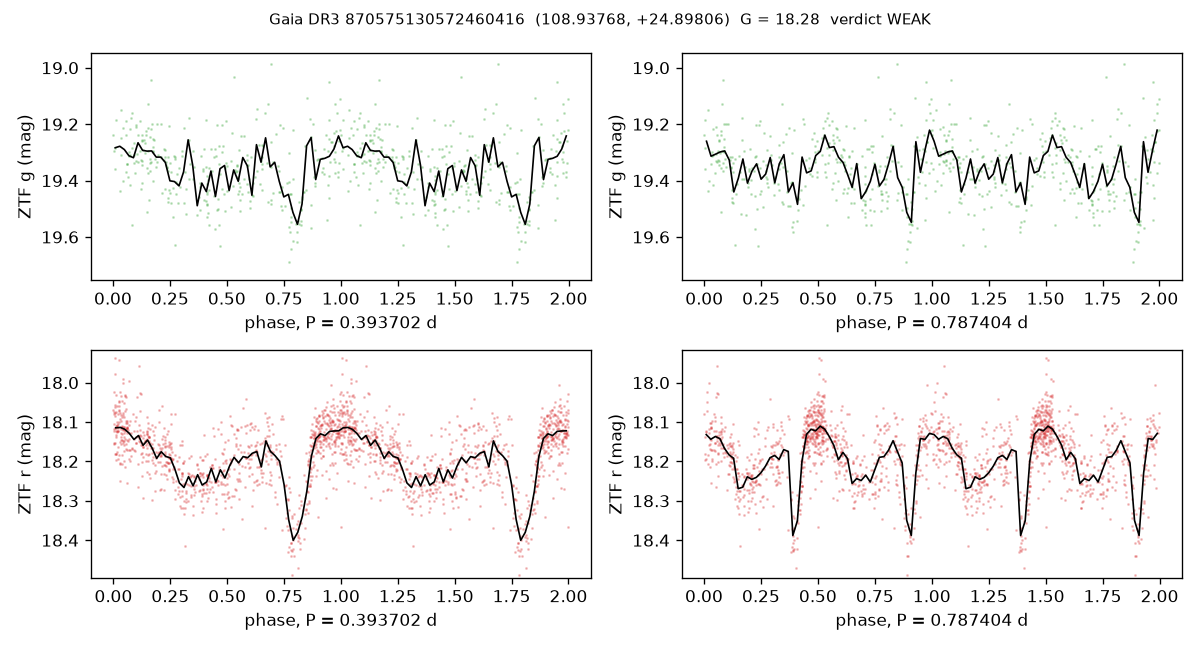 Gaia DR3 870575130572460416 (108.93768, +24.89806) G = 18.28 verdict WEAK
ZTF g (mag)
19.0
19.2
19.4
19.6
0.00 0.25 0.50 0.75 1.00 1.25 1.50 1.75 2.00
phase, P = 0.393702 d
ZTF g (mag)
19.0
19.2
19.4
19.6
0.00 0.25 0.50 0.75 1.00 1.25 1.50 1.75 2.00
phase, P = 0.787404 d
ZTF r (mag)
18.0
18.1
18.2
18.3
18.4
0.00 0.25 0.50 0.75 1.00 1.25 1.50 1.75 2.00
phase, P = 0.393702 d
ZTF r (mag)
18.0
18.1
18.2
18.3
18.4
0.00 0.25 0.50 0.75 1.00 1.25 1.50 1.75 2.00
phase, P = 0.787404 d